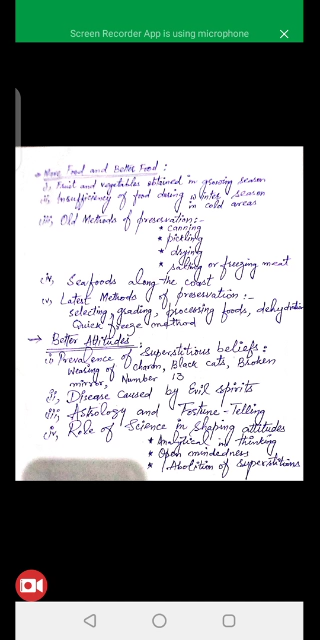 Screen Recorder App is using microphone
More Food and Better Food :
i, Fruit and vegetables obtained in growing season
ii, Insufficiency of food during winter season
in cold areas
iii, Old Methods of preservation:-
* canning
* pickling
* drying
* salting or freezing meat
iv, Seafoods along the coast
v, Latest Methods of preservation :-
selecting, grading, processing foods, dehydration
Quick freeze method
→ Better Attitudes :
i, Prevalence of Superstitious beliefs :
Wearing of charm, Black cats, Broken
mirror, Number 13
ii, Disease caused by Evil spirits
iii, Astrology and Fortune-Telling
iv, Role of Science in shaping attitudes
* Analytical in thinking
* Open mindedness
* Abolition of superstitions